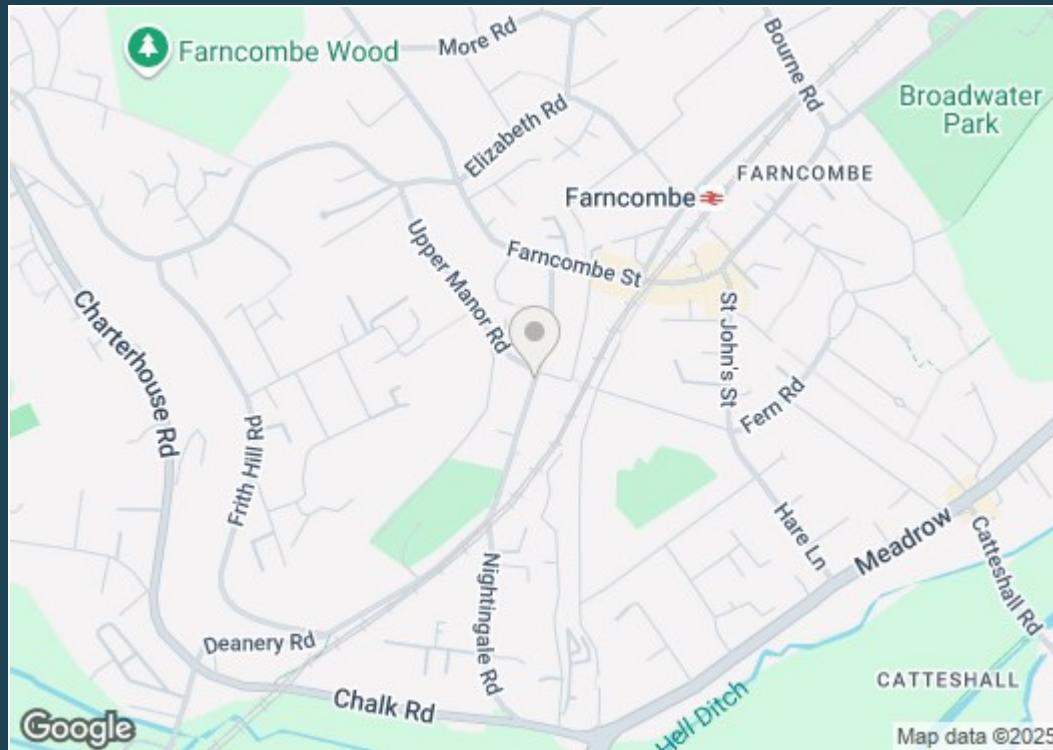 Farncombe Wood
More Rd
Bourne Rd
Broadwater
Park
Elizabeth Rd
FARNCOMBE
Farncombe
Farncombe St
Upper Manor Rd
Charterhouse Rd
St John's St
Fern Rd
Frith Hill Rd
Hare Ln
Meadrow
Catteshall Rd
Nightingale Rd
Deanery Rd
CATTESHALL
Chalk Rd
Hell Ditch
Google
Map data ©2025